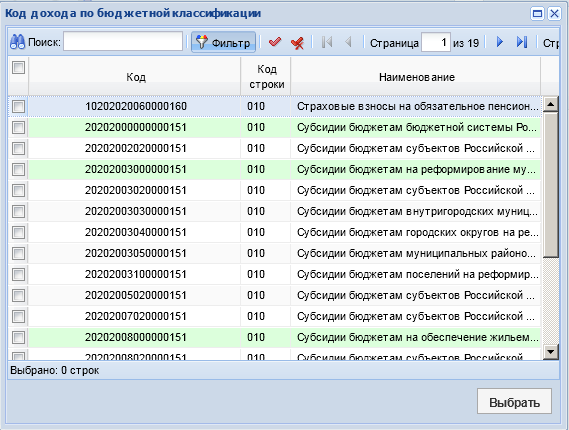 Код дохода по бюджетной классификации
Поиск: Фильтр Страница 1 из 19 Стр
Код Код строки Наименование
10202020060000160 010 Страховые взносы на обязательное пенсион...
20202000000000151 010 Субсидии бюджетам бюджетной системы Ро...
20202002020000151 010 Субсидии бюджетам субъектов Российской ...
20202003000000151 010 Субсидии бюджетам на реформирование му...
20202003020000151 010 Субсидии бюджетам субъектов Российской ...
20202003030000151 010 Субсидии бюджетам внутригородских муниц...
20202003040000151 010 Субсидии бюджетам городских округов на ре...
20202003050000151 010 Субсидии бюджетам муниципальных районо...
20202003100000151 010 Субсидии бюджетам поселений на реформир...
20202005020000151 010 Субсидии бюджетам субъектов Российской ...
20202007020000151 010 Субсидии бюджетам субъектов Российской ...
20202008000000151 010 Субсидии бюджетам на обеспечение жильем...
20202008020000151 010 Субсидии бюджетам субъектов Российской
Выбрано: 0 строк
Выбрать